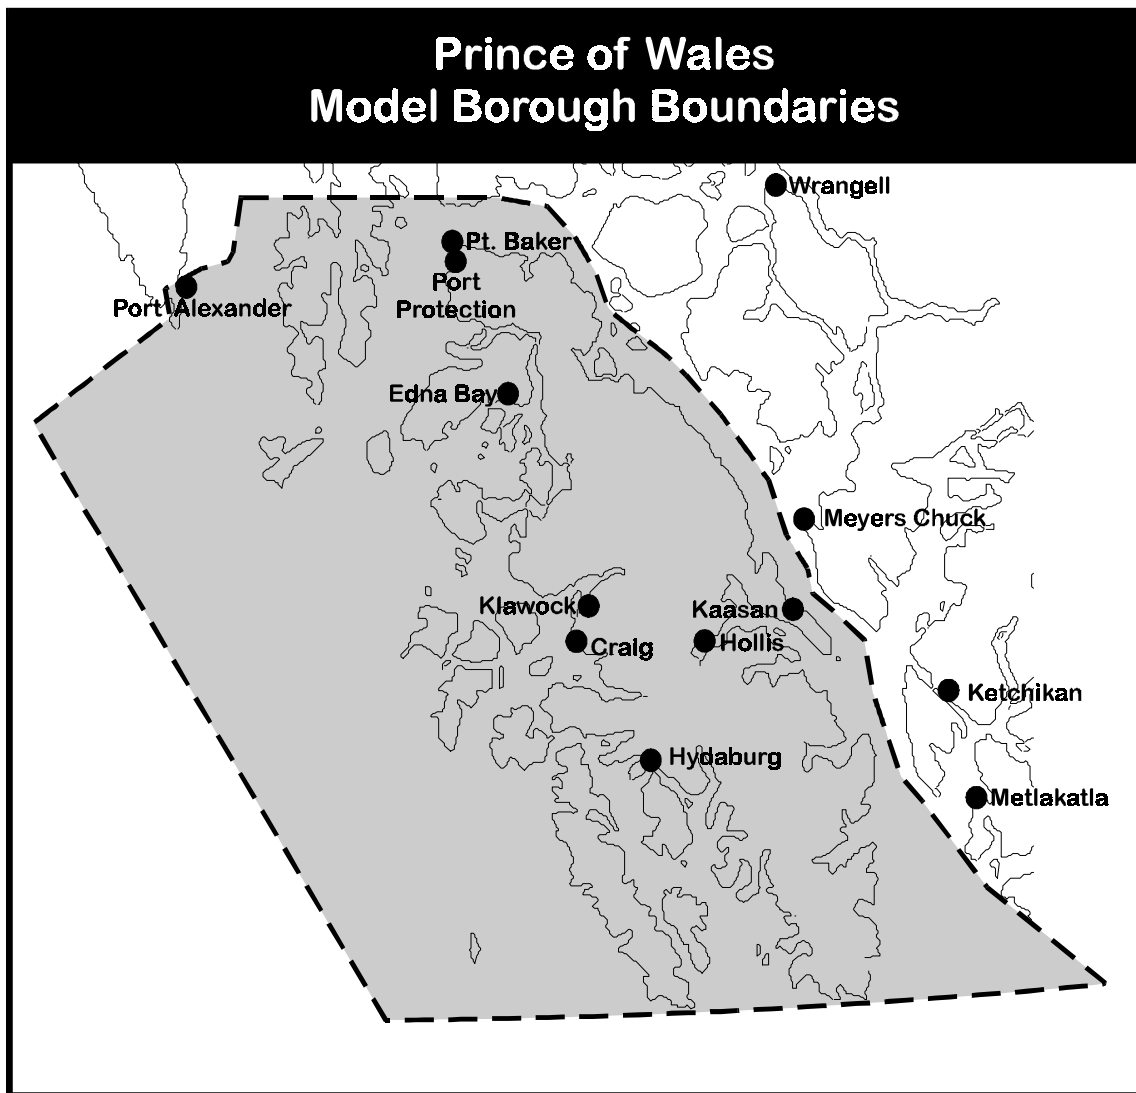 Prince of Wales
Model Borough Boundaries
Wrangell
Pt. Baker
Port
Protection
Port Alexander
Edna Bay
Meyers Chuck
Klawock
Kaasan
Craig
Hollis
Ketchikan
Hydaburg
Metlakatla